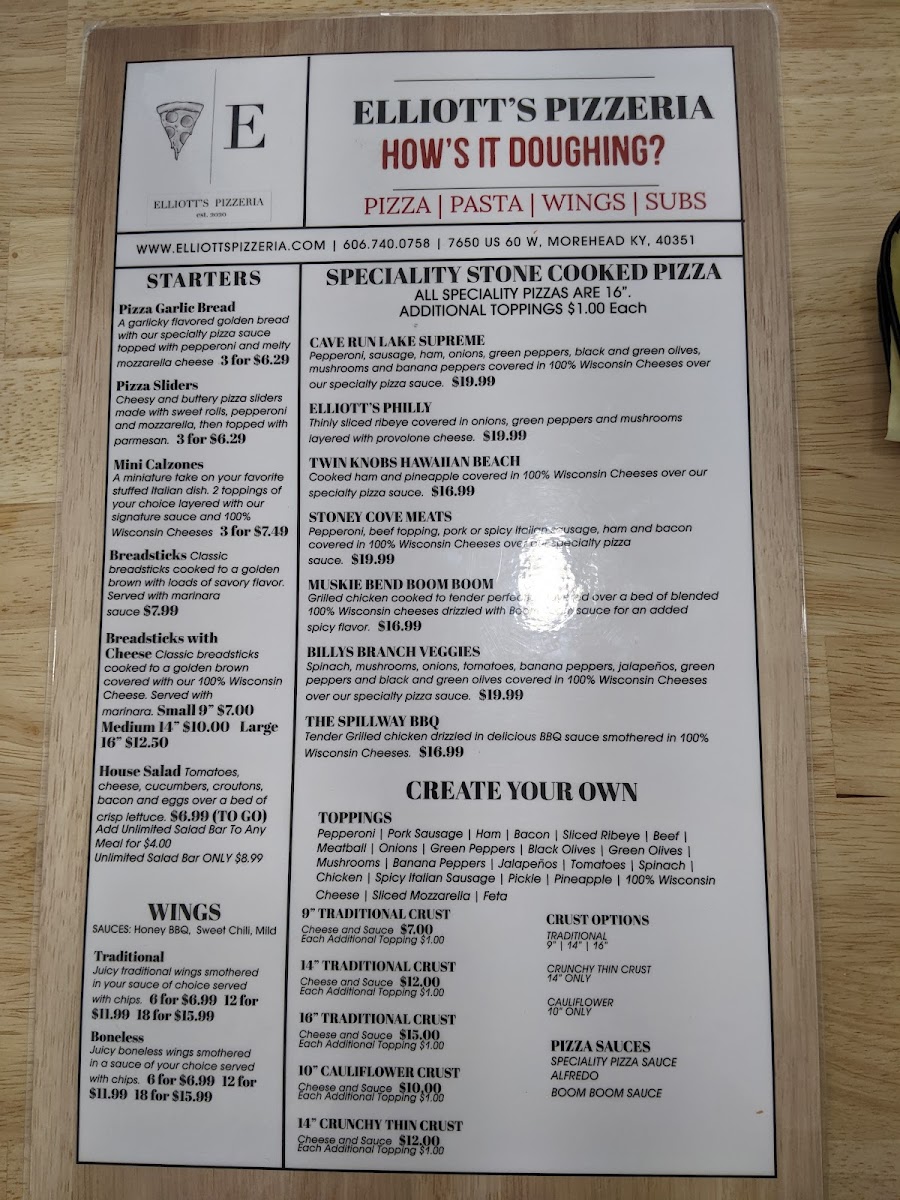 E
ELLIOTT'S PIZZERIA
est. 2020
ELLIOTT'S PIZZERIA
HOW'S IT DOUGHING?
PIZZA | PASTA | WINGS | SUBS
WWW.ELLIOTTSPIZZERIA.COM | 606.740.0758 | 7650 US 60 W, MOREHEAD KY, 40351
STARTERS
Pizza Garlic Bread
A garlicky flavored golden bread
with our specialty pizza sauce
topped with pepperoni and melty
mozzarella cheese 3 for $6.29
Pizza Sliders
Cheesy and buttery pizza sliders
made with sweet rolls, pepperoni
and mozzarella, then topped with
parmesan. 3 for $6.29
Mini Calzones
A miniature take on your favorite
stuffed Italian dish. 2 toppings of
your choice layered with our
signature sauce and 100%
Wisconsin Cheeses 3 for $7.49
Breadsticks Classic
breadsticks cooked to a golden
brown with loads of savory flavor.
Served with marinara
sauce $7.99
Breadsticks with
Cheese Classic breadsticks
cooked to a golden brown
covered with our 100% Wisconsin
Cheese. Served with
marinara. Small 9" $7.00
Medium 14" $10.00 Large
16" $12.50
House Salad Tomatoes,
cheese, cucumbers, croutons,
bacon and eggs over a bed of
crisp lettuce. $6.99 (TO GO)
Add Unlimited Salad Bar To Any
Meal for $4.00
Unlimited Salad Bar ONLY $8.99
WINGS
SAUCES: Honey BBQ, Sweet Chili, Mild
Traditional
Juicy traditional wings smothered
in your sauce of choice served
with chips. 6 for $6.99 12 for
$11.99 18 for $15.99
Boneless
Juicy boneless wings smothered
in a sauce of your choice served
with chips. 6 for $6.99 12 for
$11.99 18 for $15.99
SPECIALITY STONE COOKED PIZZA
ALL SPECIALITY PIZZAS ARE 16".
ADDITIONAL TOPPINGS $1.00 Each
CAVE RUN LAKE SUPREME
Pepperoni, sausage, ham, onions, green peppers, black and green olives,
mushrooms and banana peppers covered in 100% Wisconsin Cheeses over
our specialty pizza sauce. $19.99
ELLIOTT'S PHILLY
Thinly sliced ribeye covered in onions, green peppers and mushrooms
layered with provolone cheese. $19.99
TWIN KNOBS HAWAIIAN BEACH
Cooked ham and pineapple covered in 100% Wisconsin Cheeses over our
specialty pizza sauce. $16.99
STONEY COVE MEATS
Pepperoni, beef topping, pork or spicy Italian sausage, ham and bacon
covered in 100% Wisconsin Cheeses over our specialty pizza
sauce. $19.99
MUSKIE BEND BOOM BOOM
Grilled chicken cooked to tender over a bed of blended
100% Wisconsin cheeses drizzled with sauce for an added
spicy flavor. $16.99
BILLYS BRANCH VEGGIES
Spinach, mushrooms, onions, tomatoes, banana peppers, jalapeños, green
peppers and black and green olives covered in 100% Wisconsin Cheeses
over our specialty pizza sauce. $19.99
THE SPILLWAY BBQ
Tender Grilled chicken drizzled in delicious BBQ sauce smothered in 100%
Wisconsin Cheeses. $16.99
CREATE YOUR OWN
TOPPINGS
Pepperoni | Pork Sausage | Ham | Bacon | Sliced Ribeye | Beef |
Meatball | Onions | Green Peppers | Black Olives | Green Olives |
Mushrooms | Banana Peppers | Jalapeños | Tomatoes | Spinach |
Chicken | Spicy Italian Sausage | Pickle | Pineapple | 100% Wisconsin
Cheese | Sliced Mozzarella | Feta
9" TRADITIONAL CRUST
Cheese and Sauce $7.00
Each Additional Topping $1.00
14" TRADITIONAL CRUST
Cheese and Sauce $12.00
Each Additional Topping $1.00
16" TRADITIONAL CRUST
Cheese and Sauce $15.00
Each Additional Topping $1.00
10" CAULIFLOWER CRUST
Cheese and Sauce $10.00
Each Additional Topping $1.00
14" CRUNCHY THIN CRUST
Cheese and Sauce $12.00
Each Additional Topping $1.00
CRUST OPTIONS
TRADITIONAL
9" | 14" | 16"
CRUNCHY THIN CRUST
14" ONLY
CAULIFLOWER
10" ONLY
PIZZA SAUCES
SPECIALITY PIZZA SAUCE
ALFREDO
BOOM BOOM SAUCE